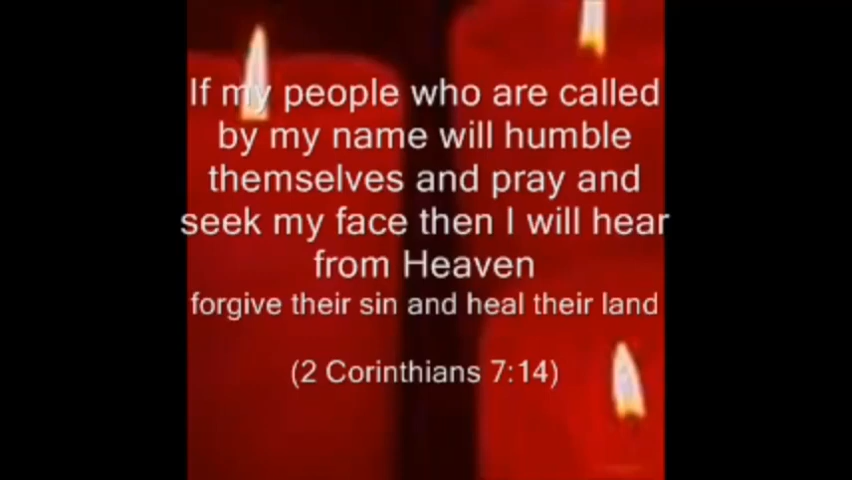 If my people who are called
by my name will humble
themselves and pray and
seek my face then I will hear
from Heaven
forgive their sin and heal their land
(2 Corinthians 7:14)